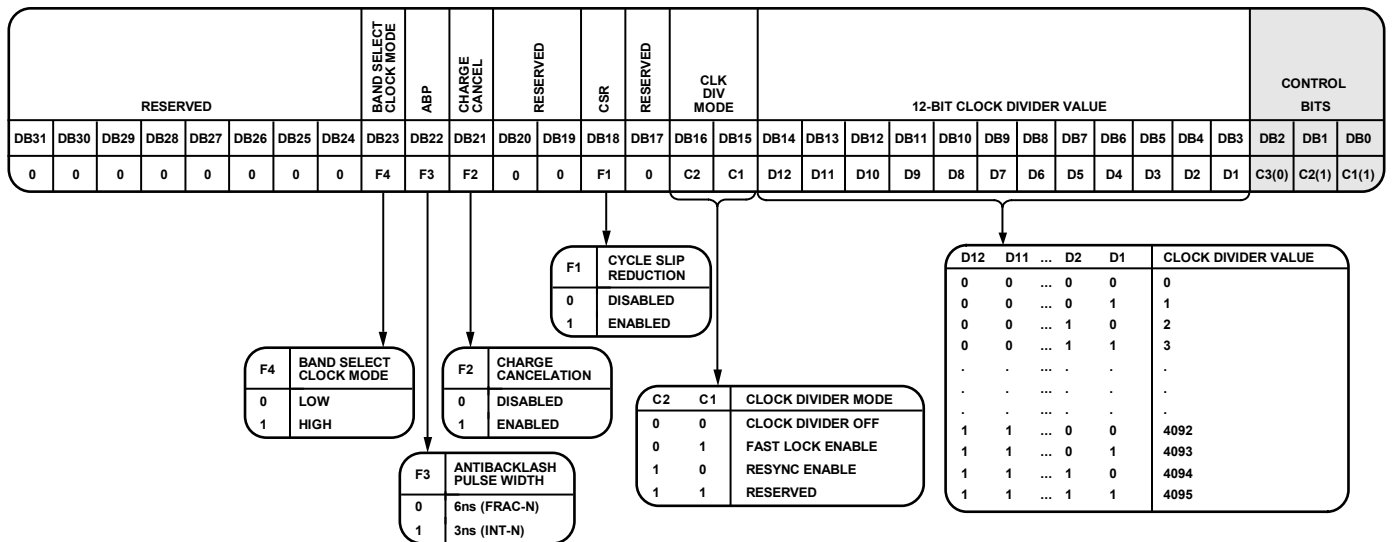 RESERVED
BAND SELECT
CLOCK MODE
ABP
CHARGE
CANCEL
RESERVED
CSR
RESERVED
CLK
DIV
MODE
12-BIT CLOCK DIVIDER VALUE
CONTROL
BITS
DB31 DB30 DB29 DB28 DB27 DB26 DB25 DB24 DB23 DB22 DB21 DB20 DB19 DB18 DB17 DB16 DB15 DB14 DB13 DB12 DB11 DB10 DB9 DB8 DB7 DB6 DB5 DB4 DB3 DB2 DB1 DB0
0 0 0 0 0 0 0 0 F4 F3 F2 0 0 F1 0 C2 C1 D12 D11 D10 D9 D8 D7 D6 D5 D4 D3 D2 D1 C3(0) C2(1) C1(1)
F1 CYCLE SLIP
REDUCTION
0 DISABLED
1 ENABLED
F4 BAND SELECT
CLOCK MODE
0 LOW
1 HIGH
F2 CHARGE
CANCELATION
0 DISABLED
1 ENABLED
F3 ANTIBACKLASH
PULSE WIDTH
0 6ns (FRAC-N)
1 3ns (INT-N)
C2 C1 CLOCK DIVIDER MODE
0 0 CLOCK DIVIDER OFF
0 1 FAST LOCK ENABLE
1 0 RESYNC ENABLE
1 1 RESERVED
D12 D11 ... D2 D1 CLOCK DIVIDER VALUE
0 0 ... 0 0 0
0 0 ... 0 1 1
0 0 ... 1 0 2
0 0 ... 1 1 3
. . ... . . .
. . ... . . .
. . ... . . .
1 1 ... 0 0 4092
1 1 ... 0 1 4093
1 1 ... 1 0 4094
1 1 ... 1 1 4095